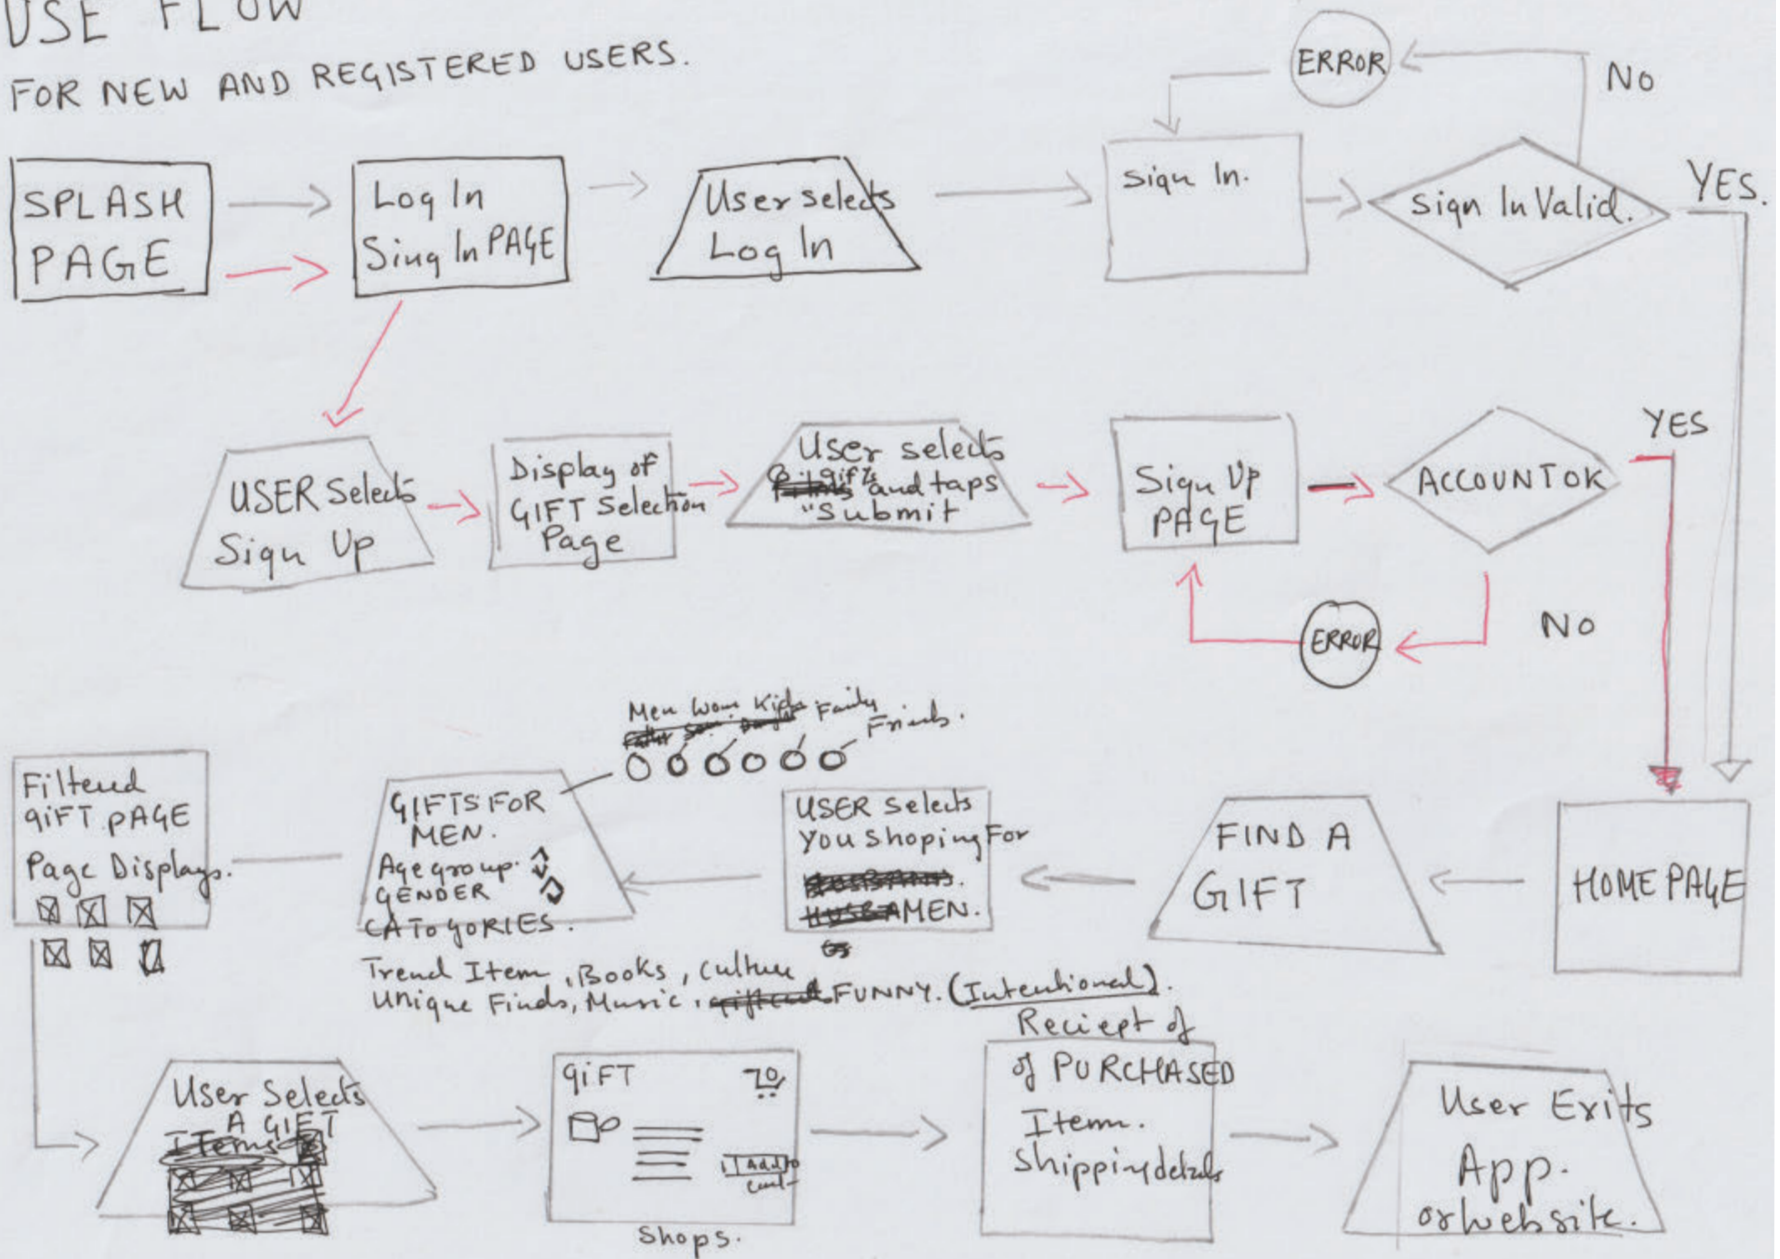 USE FLOW
FOR NEW AND REGISTERED USERS.
ERROR
NO
SPLASH
PAGE
Log In
Sing In PAGE
User selects
Log In
Sign In.
Sign In Valid.
YES.
USER Selects
Sign Up
Display of
GIFT Selection
Page
User selects
gifts
and taps
"Submit
Sign Up
PAGE
ACCOUNT OK
YES
ERROR
NO
Men Wom Kids Family
Friends.
Filtered
GIFT PAGE
Page Displays.
GIFTS FOR
MEN.
Age group.
GENDER
CATOGORIES.
Trend Item, Books, Culture
Unique Finds, Music, FUNNY. (Intentional).
USER Selects
You Shoping For
MEN.
FIND A
GIFT
HOME PAGE
User Selects
A GIFT
Items
GIFT
Add to
Cart
Shops.
Reciept of
of PURCHASED
Item.
Shipping details
User Exits
App.
or website.